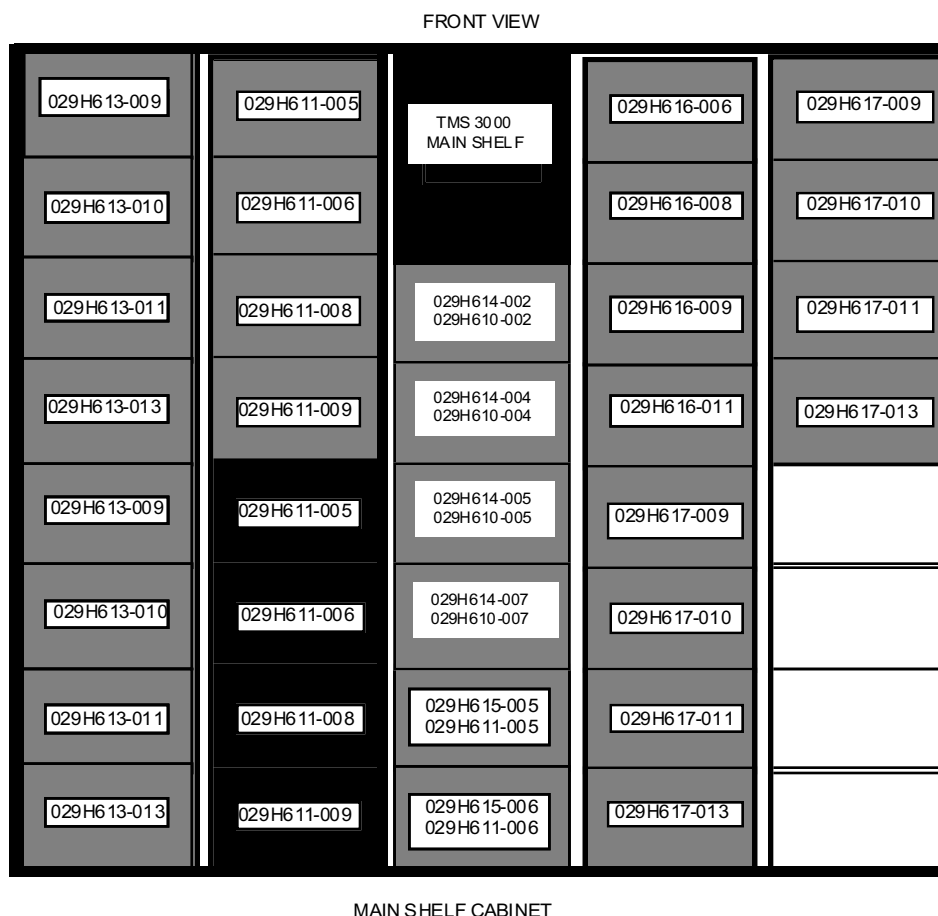 FRONT VIEW
029H613-009
029H613-010
029H613-011
029H613-013
029H613-009
029H613-010
029H613-011
029H613-013
029H611-005
029H611-006
029H611-008
029H611-009
029H611-005
029H611-006
029H611-008
029H611-009
TMS 3000
MAIN SHELF
029H614-002
029H610-002
029H614-004
029H610-004
029H614-005
029H610-005
029H614-007
029H610-007
029H615-005
029H611-005
029H615-006
029H611-006
029H616-006
029H616-008
029H616-009
029H616-011
029H617-009
029H617-010
029H617-011
029H617-013
029H617-009
029H617-010
029H617-011
029H617-013
MAIN SHELF CABINET